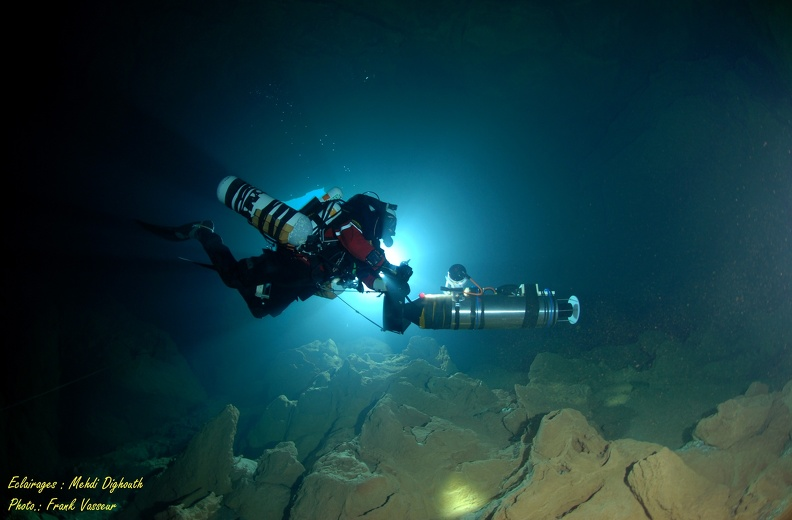 Eclairages : Mehdi Dighouth
Photo.: Frank Vasseur